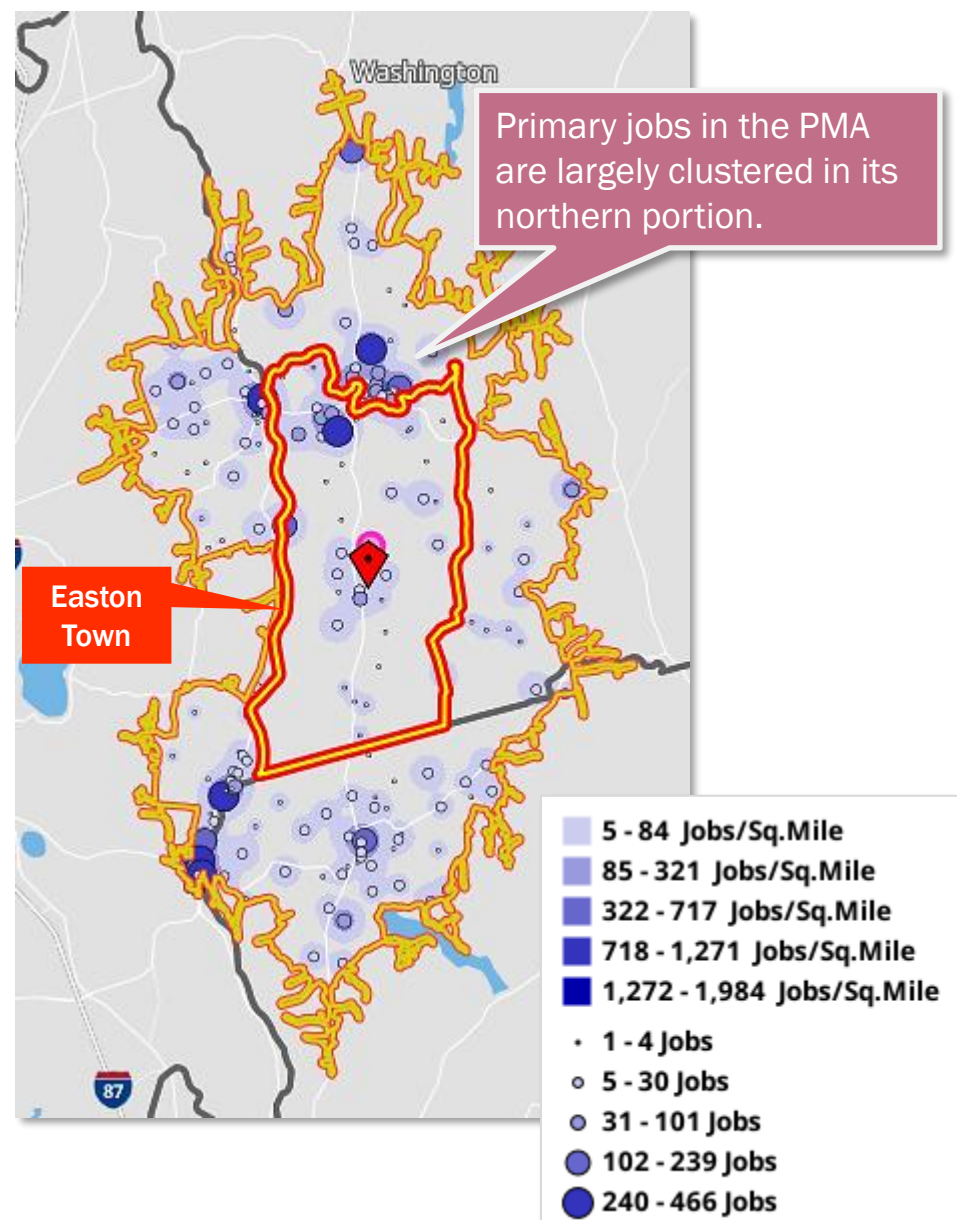 Washington
Primary jobs in the PMA
are largely clustered in its
northern portion.
Easton
Town
87
5 - 84 Jobs/Sq.Mile
85 - 321 Jobs/Sq.Mile
322 - 717 Jobs/Sq.Mile
718 - 1,271 Jobs/Sq.Mile
1,272 - 1,984 Jobs/Sq.Mile
1 - 4 Jobs
5 - 30 Jobs
31 - 101 Jobs
102 - 239 Jobs
240 - 466 Jobs